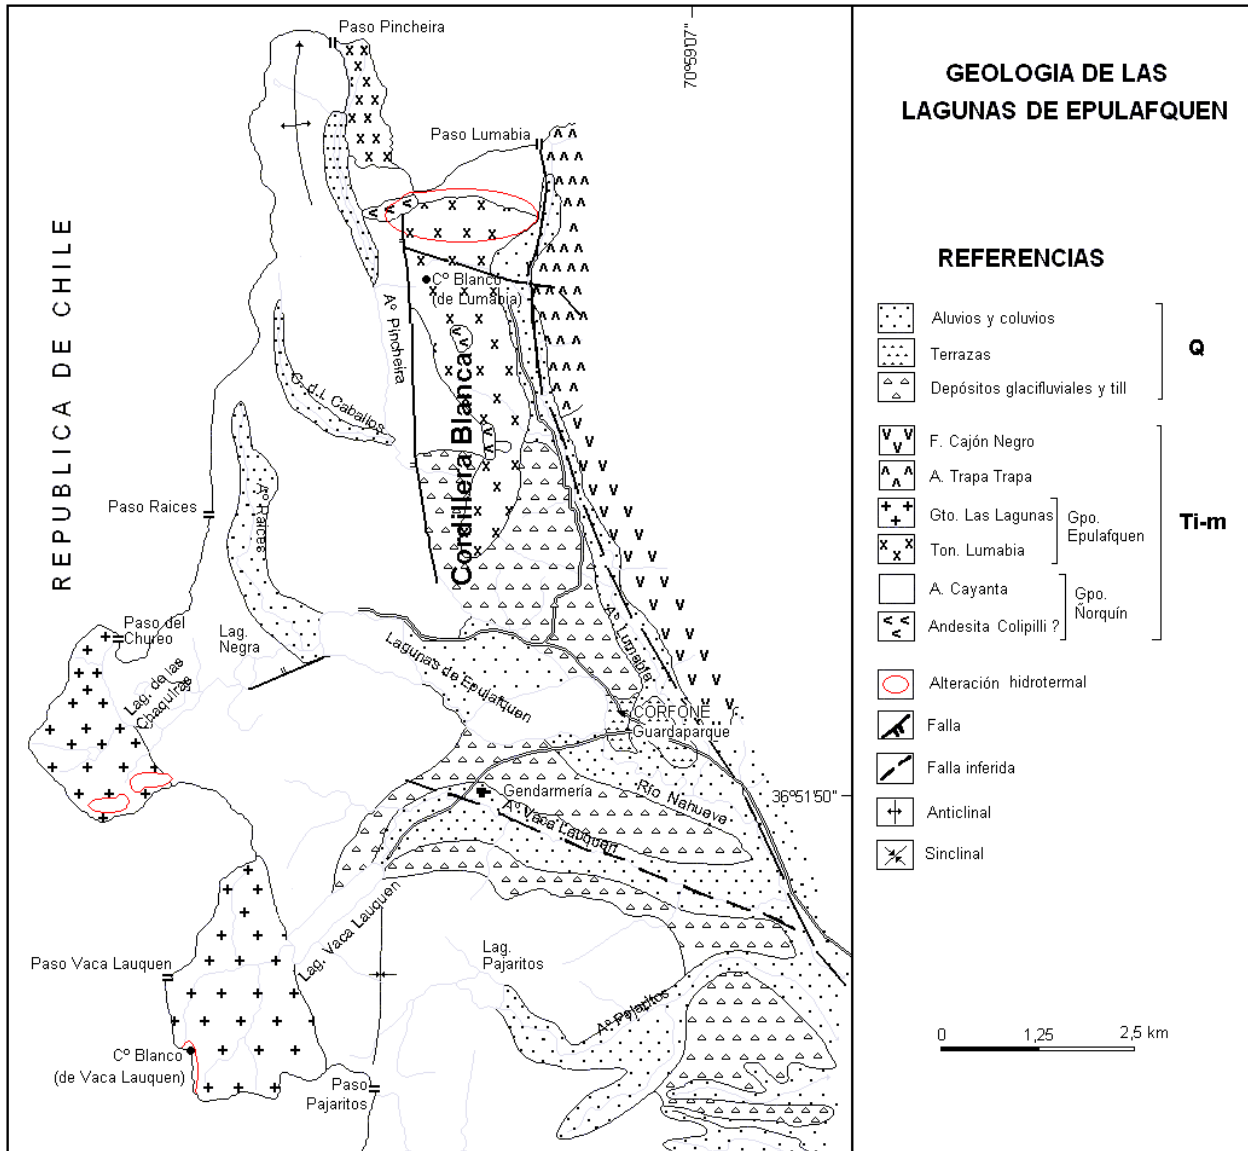 Paso Pincheira
70º59'07"
Paso Lumabia
REPUBLICA DE CHILE
Cº Blanco
(de Lumabia)
Aº Pincheira
Cordillera Blanca
C. d.l. Caballos
Paso Raices
Aº Raices
Paso del
Chureo
Lag.
Negra
Lag. de las
Chaquiras
Lagunas de Epulafquen
Aº Lumabia
CORFONE
Guardaparque
36º51'50"
Gendarmería
Río Nahueve
Aº Vaca Lauquen
Lag. Vaca Lauquen
Paso Vaca Lauquen
Lag.
Pajaritos
Aº Pajaritos
Cº Blanco
(de Vaca Lauquen)
Paso
Pajaritos
GEOLOGIA DE LAS
LAGUNAS DE EPULAFQUEN
REFERENCIAS
Aluvios y coluvios
Terrazas
Depósitos glacifluviales y till
Q
F. Cajón Negro
A. Trapa Trapa
Gto. Las Lagunas
Ton. Lumabia
Gpo.
Epulafquen
A. Cayanta
Andesita Colipilli ?
Gpo.
Ñorquín
Ti-m
Alteración hidrotermal
Falla
Falla inferida
Anticlinal
Sinclinal
0 1,25 2,5 km